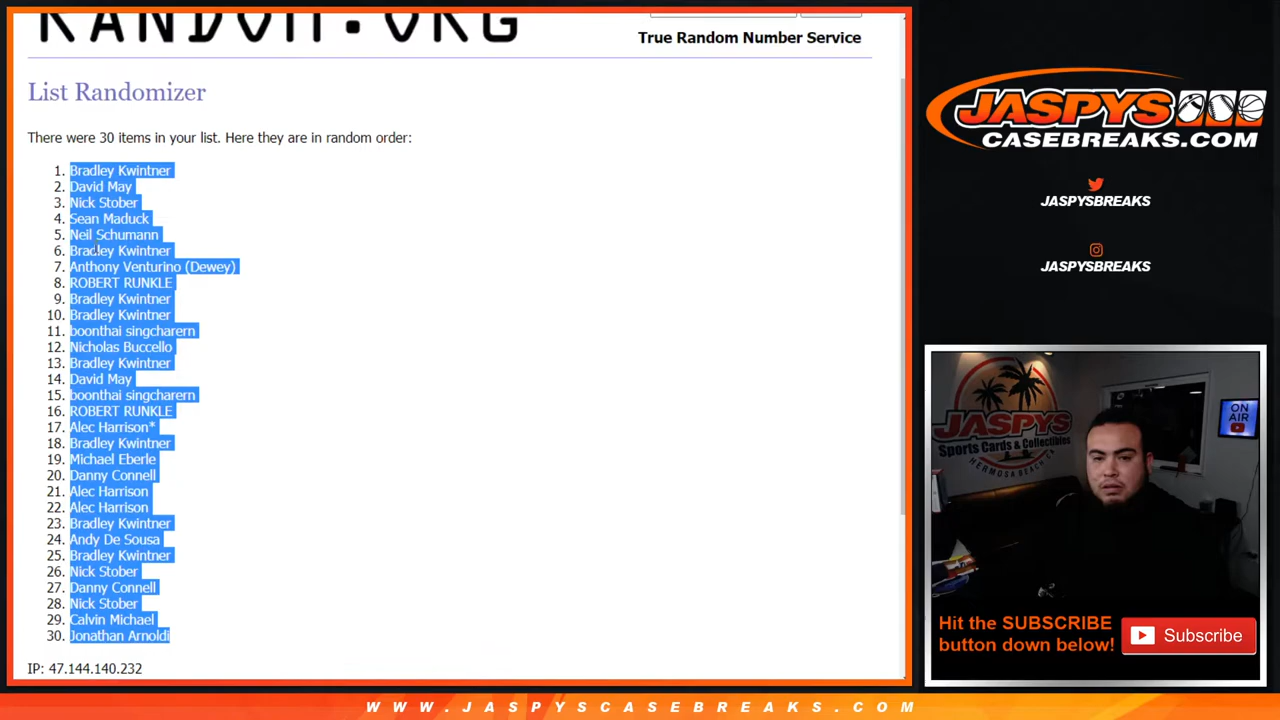 RANDOM.ORG
True Random Number Service
List Randomizer
There were 30 items in your list. Here they are in random order:
1. Bradley Kwintner
2. David May
3. Nick Stober
4. Sean Maduck
5. Neil Schumann
6. Bradley Kwintner
7. Anthony Venturino (Dewey)
8. ROBERT RUNKLE
9. Bradley Kwintner
10. Bradley Kwintner
11. boonthai singcharern
12. Nicholas Buccello
13. Bradley Kwintner
14. David May
15. boonthai singcharern
16. ROBERT RUNKLE
17. Alec Harrison*
18. Bradley Kwintner
19. Michael Eberle
20. Danny Connell
21. Alec Harrison
22. Alec Harrison
23. Bradley Kwintner
24. Andy De Sousa
25. Bradley Kwintner
26. Nick Stober
27. Danny Connell
28. Nick Stober
29. Calvin Michael
30. Jonathan Arnoldi
IP: 47.144.140.232
JASPYS
CASEBREAKS.COM
JASPYSBREAKS
JASPYSBREAKS
JASPYS
Sports Cards & Collectibles
HERMOSA BEACH, CA
ON
AIR
Hit the SUBSCRIBE
button down below!
Subscribe
WWW.JASPYSCASEBREAKS.COM